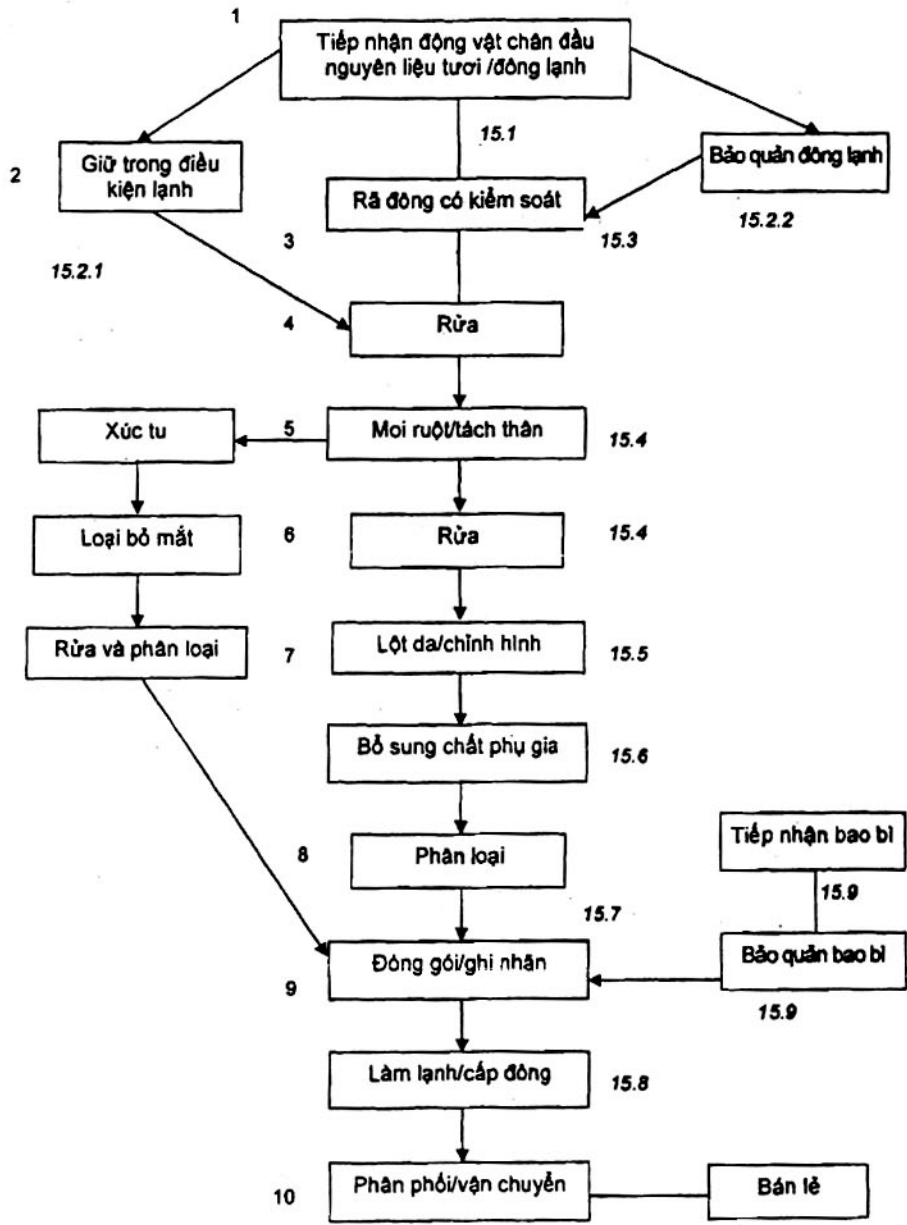 1
Tiếp nhận động vật chân đầu
nguyên liệu tươi /đông lạnh
15.1
2
Giữ trong điều
kiện lạnh
Bảo quản đông lạnh
Rã đông có kiểm soát
15.2.2
3
15.3
15.2.1
4
Rửa
Xúc tu
5
Moi ruột/tách thân
15.4
Loại bỏ mắt
6
Rửa
15.4
Rửa và phân loại
7
Lột da/chỉnh hình
15.5
Bổ sung chất phụ gia
15.6
8
Phân loại
Tiếp nhận bao bì
15.9
15.7
9
Đóng gói/ghi nhãn
Bảo quản bao bì
15.9
Làm lạnh/cấp đông
15.8
10
Phân phối/vận chuyển
Bán lẻ